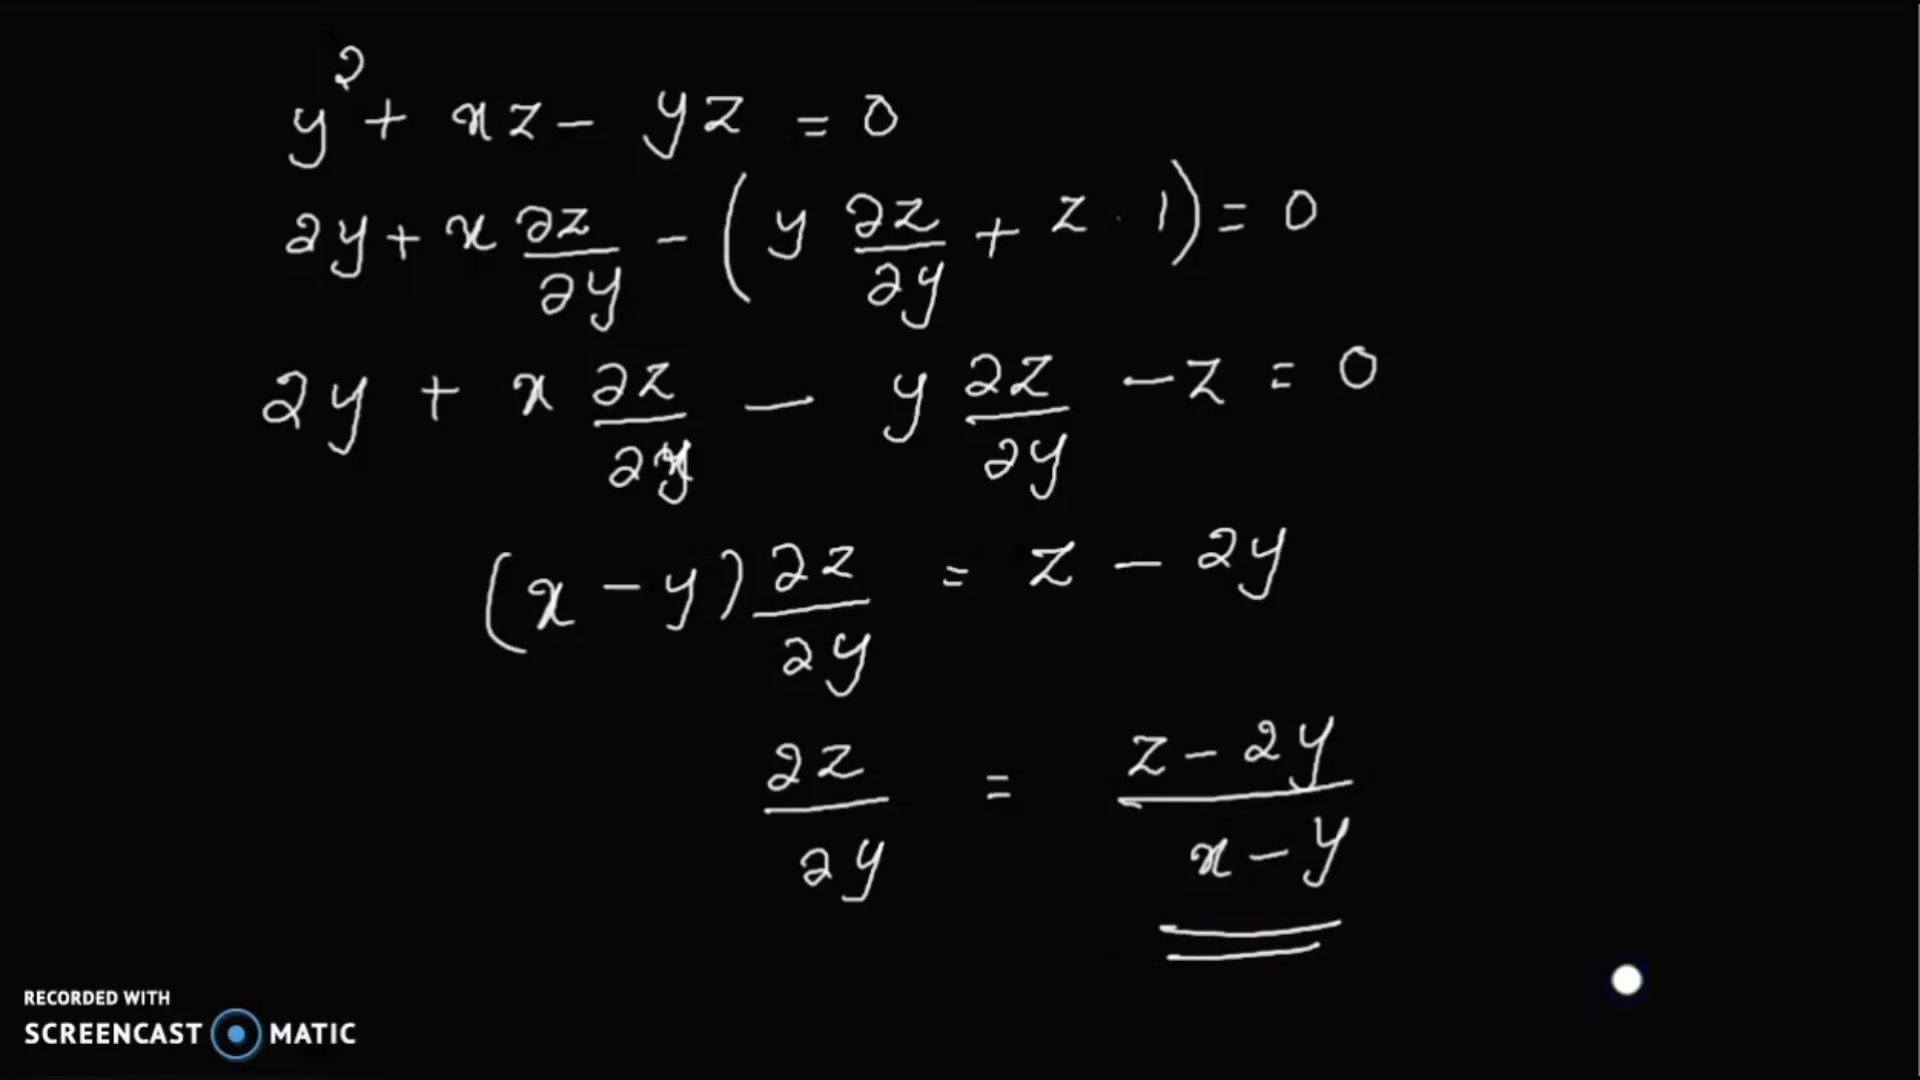 y² + xz − yz = 0
2y + x ∂z/∂y − (y ∂z/∂y + z · 1) = 0
2y + x ∂z/∂y − y ∂z/∂y − z = 0
(x − y) ∂z/∂y = z − 2y
∂z/∂y = (z − 2y)/(x − y)
RECORDED WITH
SCREENCAST MATIC